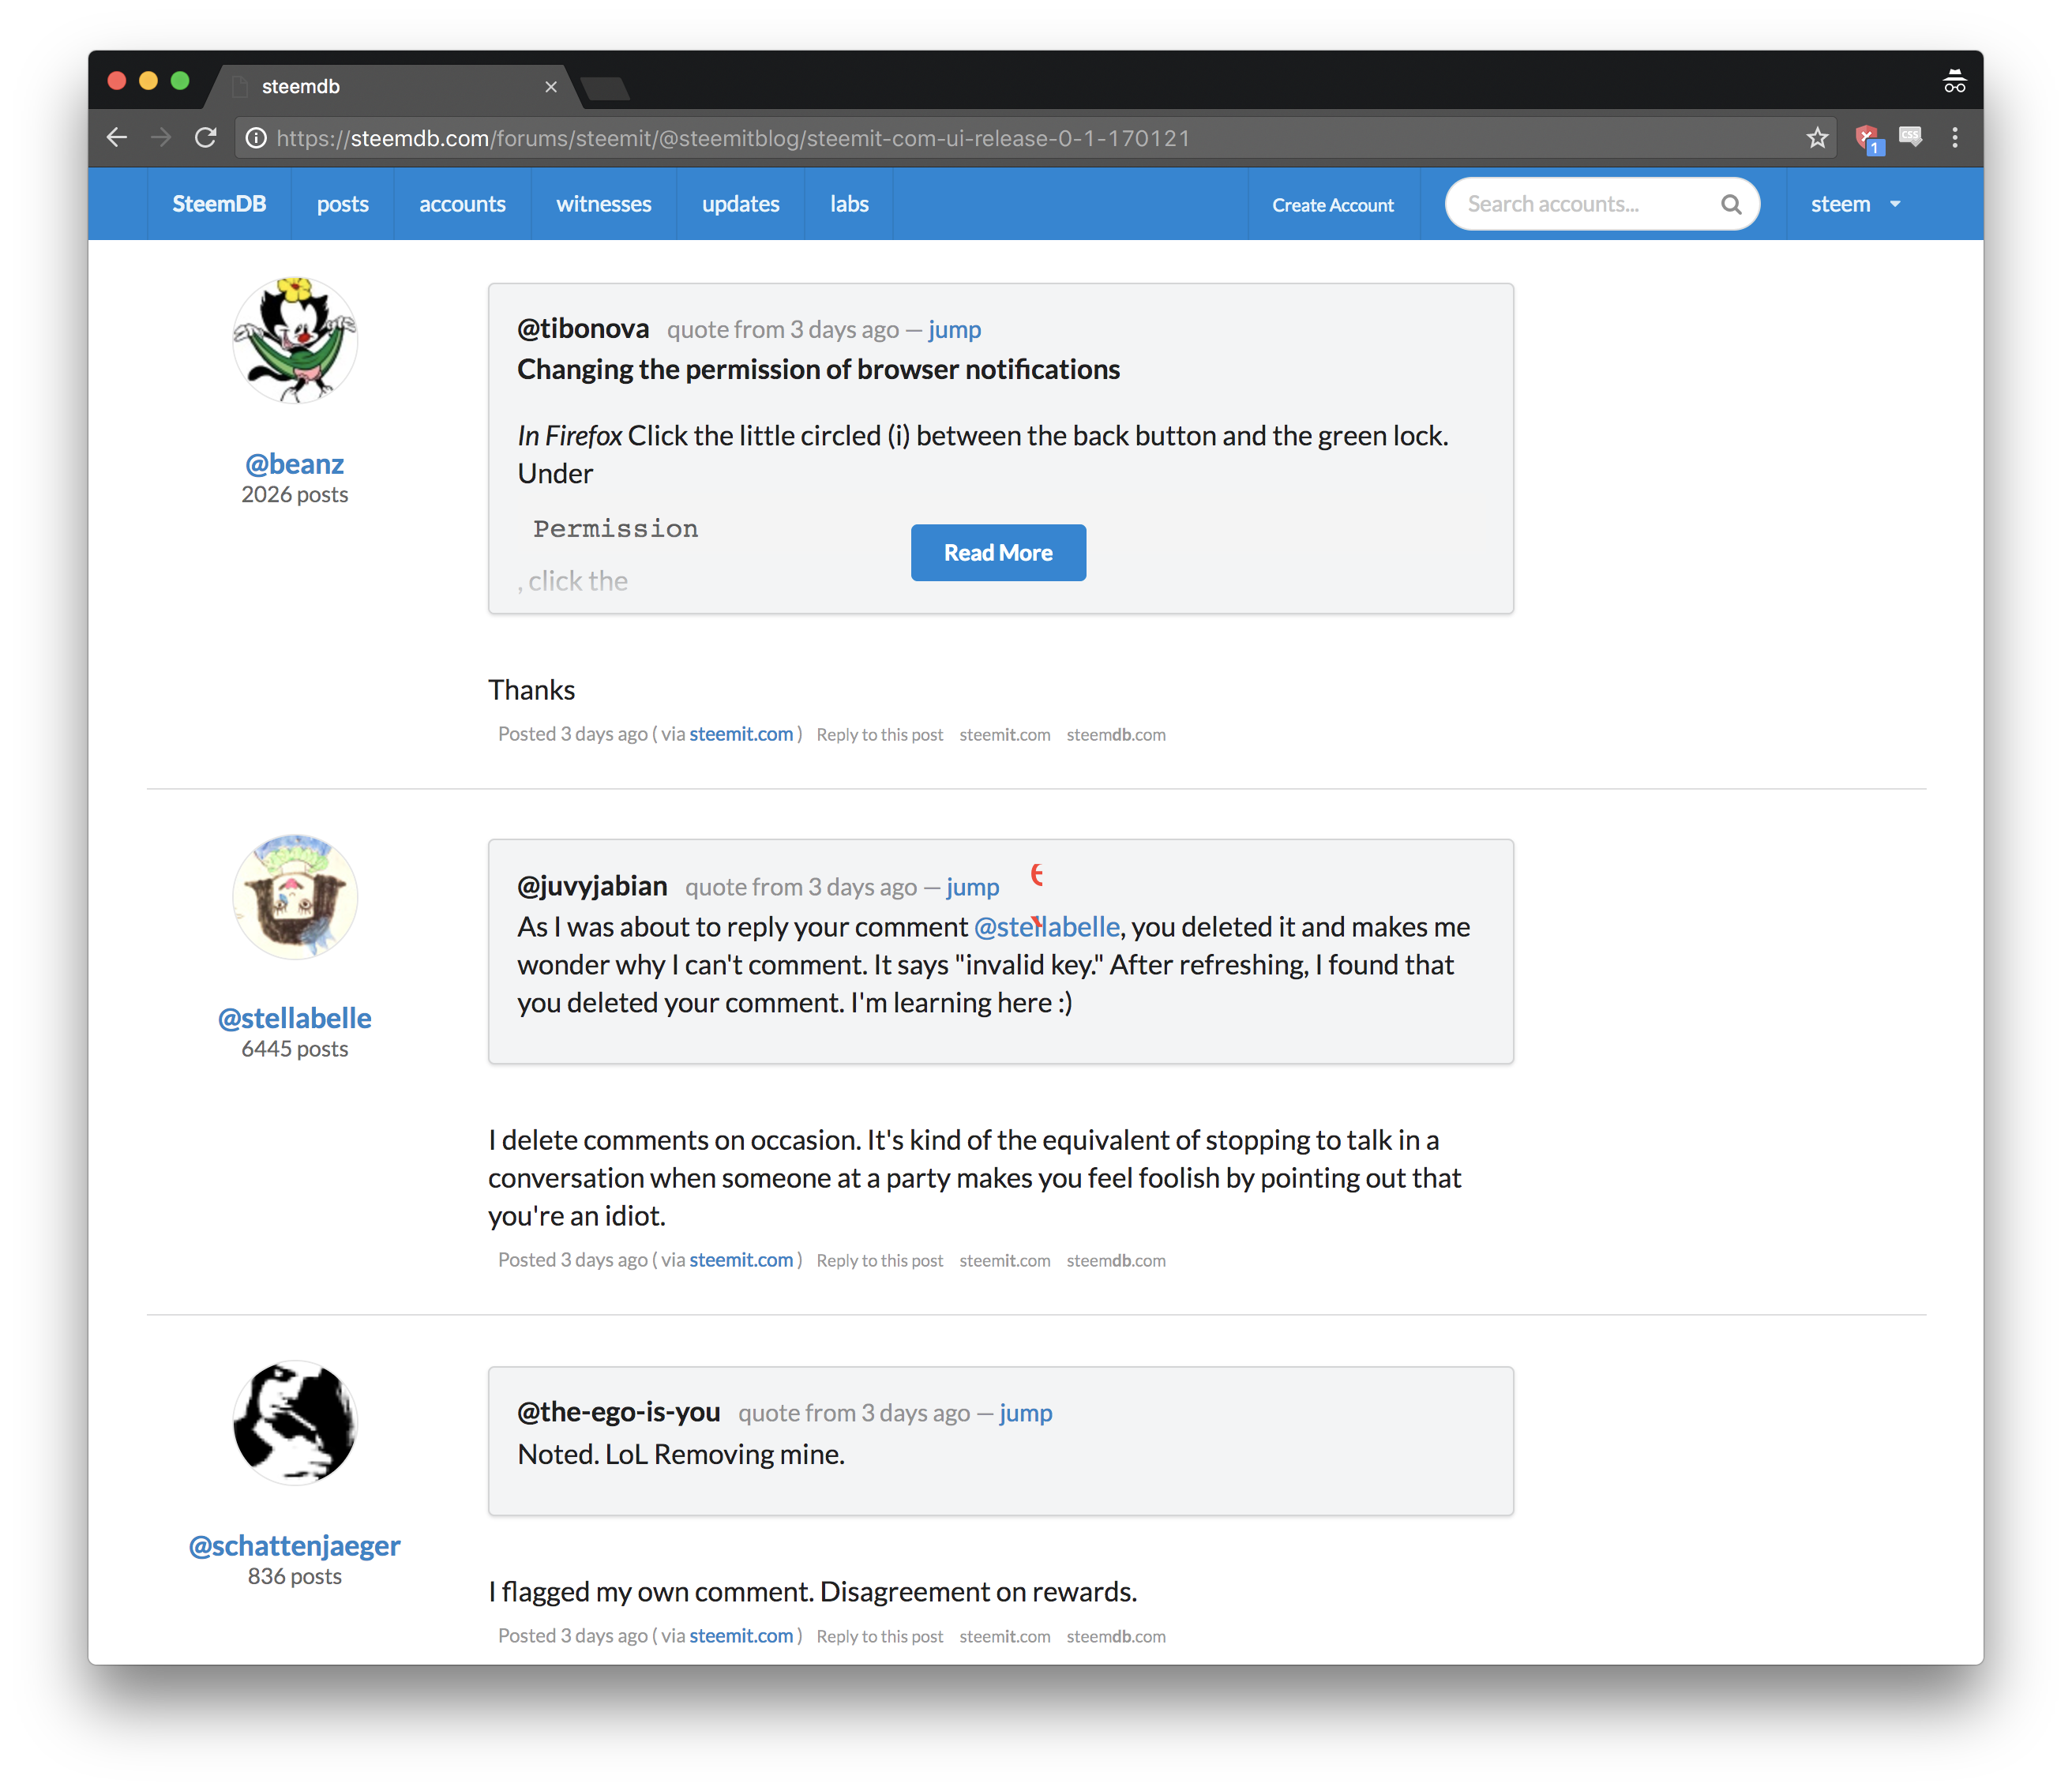 steemdb
https://steemdb.com/forums/steemit/@steemitblog/steemit-com-ui-release-0-1-170121
1
CSS
SteemDB posts accounts witnesses updates labs Create Account Search accounts... steem
@beanz
2026 posts
@tibonova quote from 3 days ago — jump
Changing the permission of browser notifications
In Firefox Click the little circled (i) between the back button and the green lock.
Under
Permission
, click the
Read More
Thanks
Posted 3 days ago ( via steemit.com ) Reply to this post steemit.com steemdb.com
@stellabelle
6445 posts
@juvyjabian quote from 3 days ago — jump
As I was about to reply your comment @stellabelle, you deleted it and makes me
wonder why I can't comment. It says "invalid key." After refreshing, I found that
you deleted your comment. I'm learning here :)
I delete comments on occasion. It's kind of the equivalent of stopping to talk in a
conversation when someone at a party makes you feel foolish by pointing out that
you're an idiot.
Posted 3 days ago ( via steemit.com ) Reply to this post steemit.com steemdb.com
@schattenjaeger
836 posts
@the-ego-is-you quote from 3 days ago — jump
Noted. LoL Removing mine.
I flagged my own comment. Disagreement on rewards.
Posted 3 days ago ( via steemit.com ) Reply to this post steemit.com steemdb.com